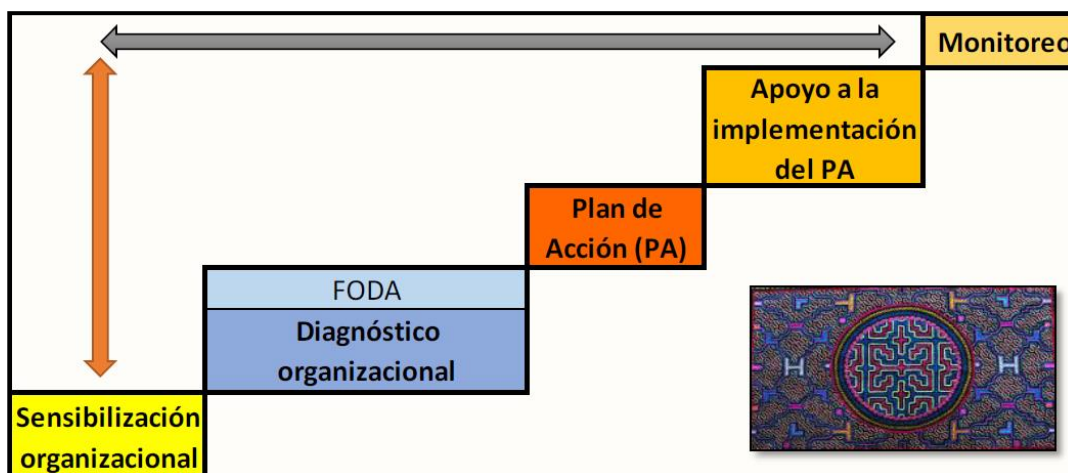 Monitoreo
Apoyo a la
implementación
del PA
Plan de
Acción (PA)
FODA
Diagnóstico
organizacional
Sensibilización
organizacional